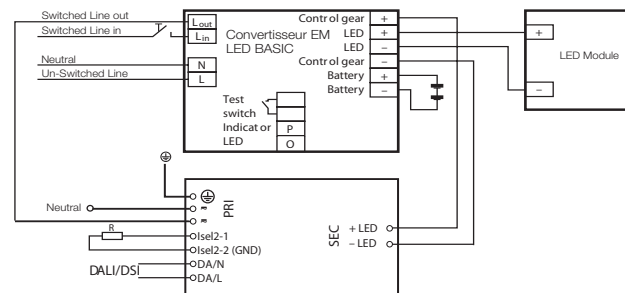 Switched Line out
Switched Line in
Neutral
Un-Switched Line
Lout
Lin
N
L
Convertisseur EM
LED BASIC
Test
switch
Indicator
LED
P
O
Control gear +
LED +
LED –
Control gear –
Battery +
Battery –
+
–
LED Module
Neutral
R
DALI/DSI
PRI
Isel2-1
Isel2-2 (GND)
DA/N
DA/L
SEC
+ LED
– LED